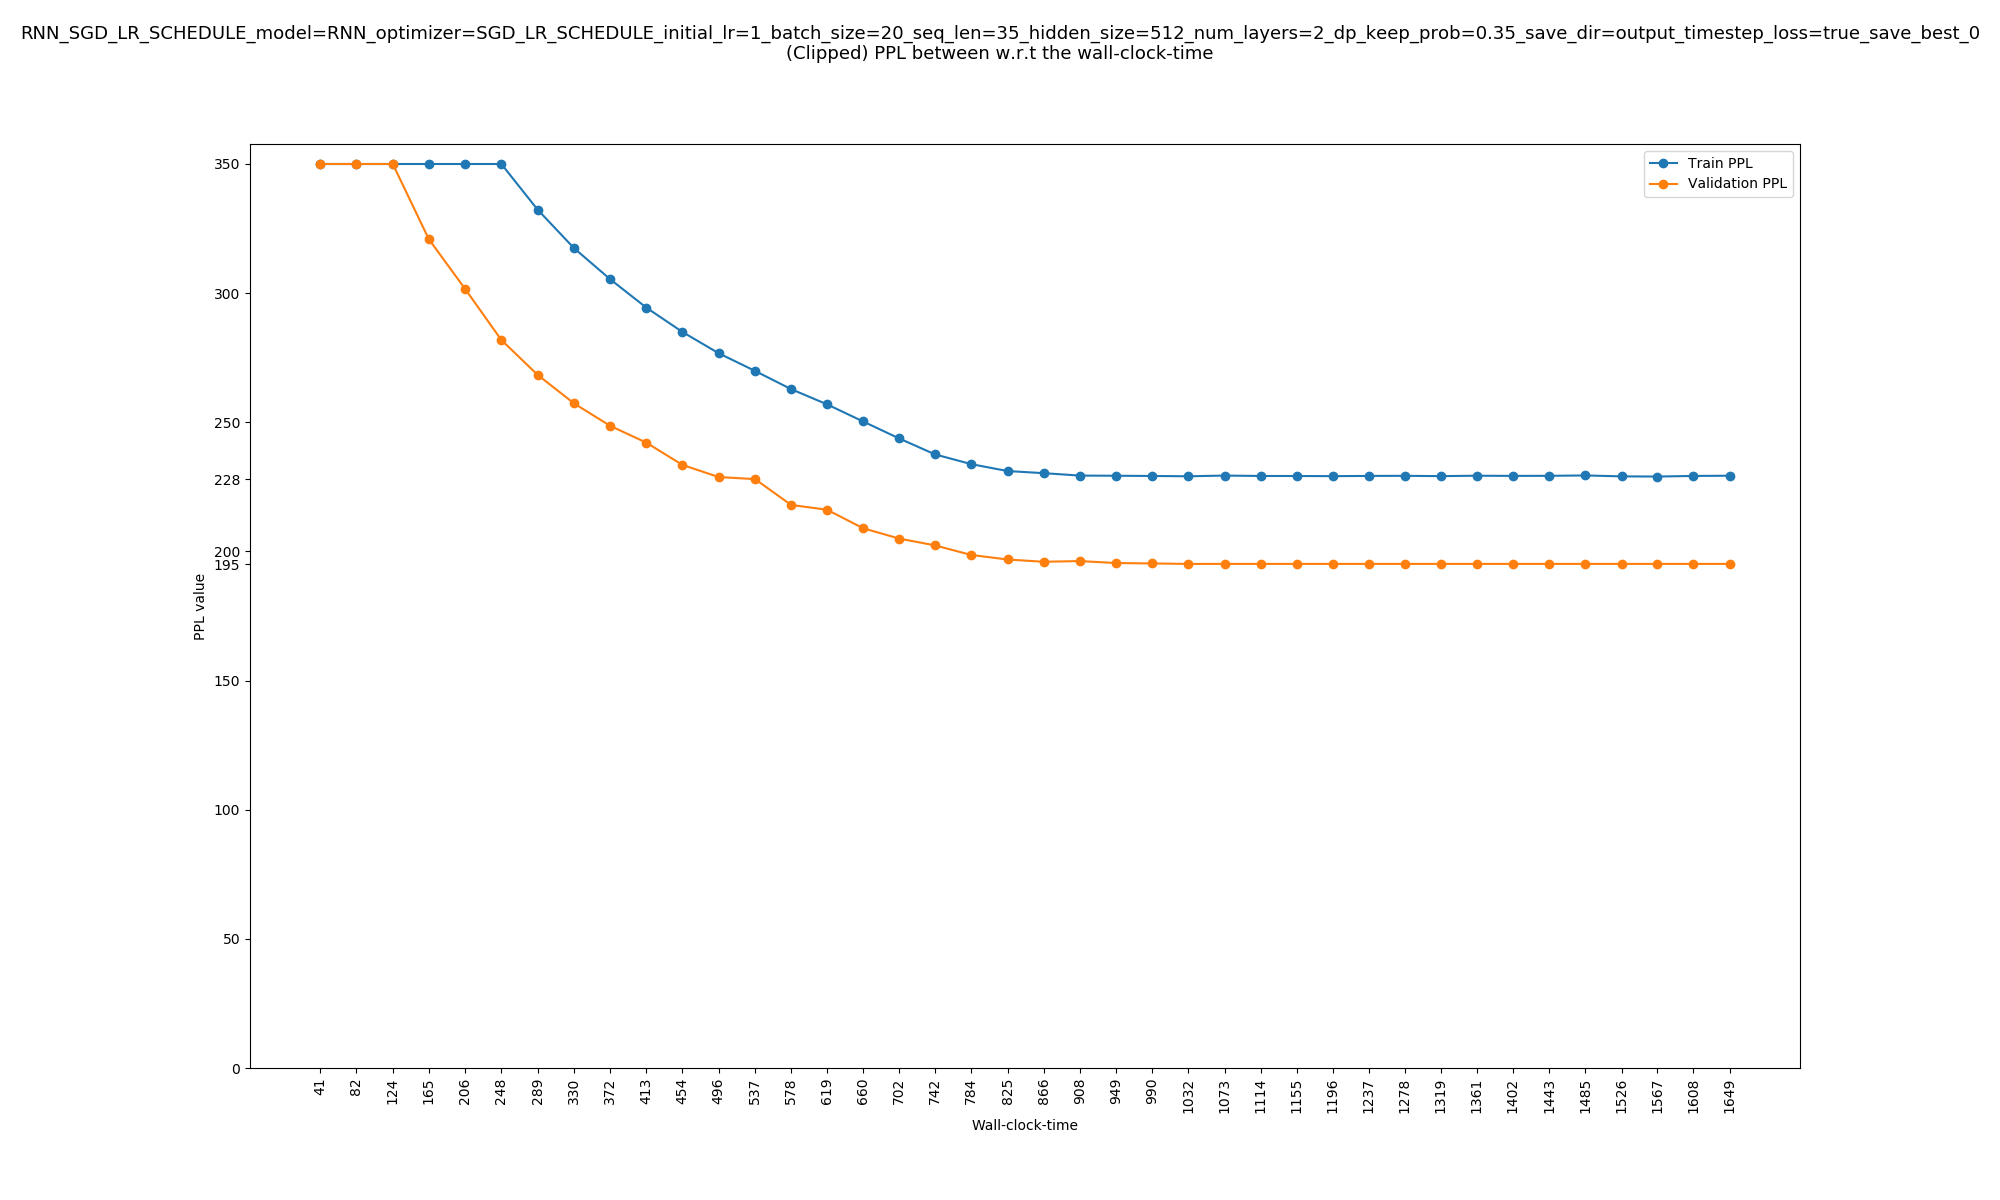 RNN_SGD_LR_SCHEDULE_model=RNN_optimizer=SGD_LR_SCHEDULE_initial_lr=1_batch_size=20_seq_len=35_hidden_size=512_num_layers=2_dp_keep_prob=0.35_save_dir=output_timestep_loss=true_save_best_0
(Clipped) PPL between w.r.t the wall-clock-time
Train PPL
Validation PPL
350
300
250
228
200
195
150
100
50
0
PPL value
41 82 124 165 206 248 289 330 372 413 454 496 537 578 619 660 702 742 784 825 866 908 949 990 1032 1073 1114 1155 1196 1237 1278 1319 1361 1402 1443 1485 1526 1567 1608 1649
Wall-clock-time